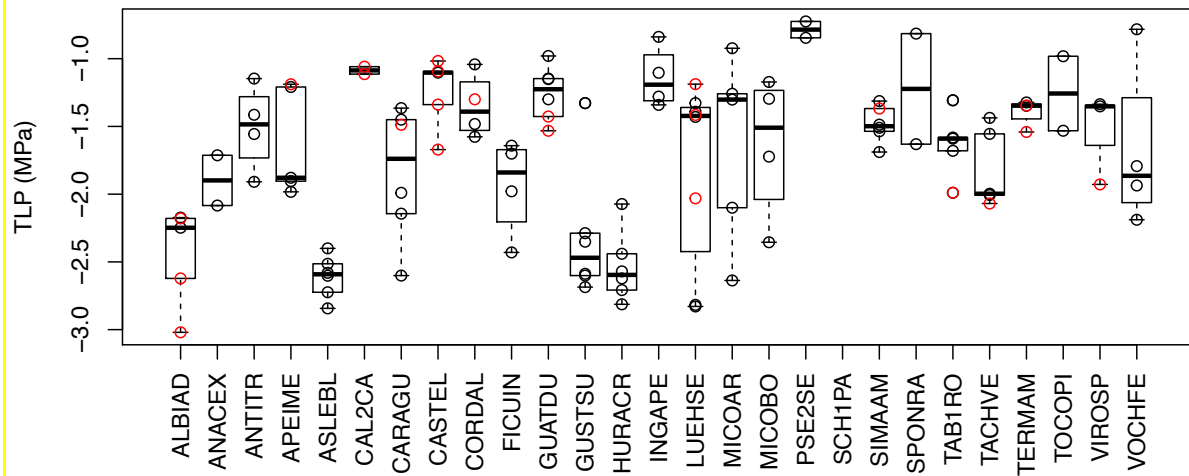 TLP (MPa)
−1.0
−1.5
−2.0
−2.5
−3.0
ALBIAD
ANACEX
ANTITR
APEIME
ASLEBL
CAL2CA
CARAGU
CASTEL
CORDAL
FICUIN
GUATDU
GUSTSU
HURACR
INGAPE
LUEHSE
MICOAR
MICOBO
PSE2SE
SCH1PA
SIMAAM
SPONRA
TAB1RO
TACHVE
TERMAM
TOCOPI
VIROSP
VOCHFE